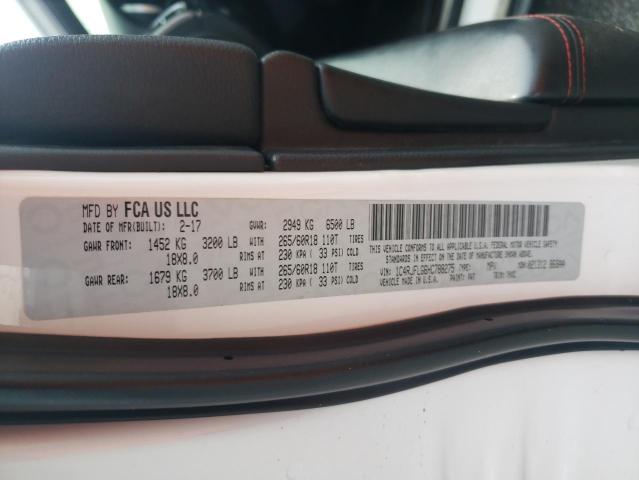 MFD BY FCA US LLC
DATE OF MFR(BUILT): 2-17 GVWR: 2949 KG 6500 LB
GAWR FRONT: 1452 KG 3200 LB WITH 265/60R18 110T TIRES
18X8.0 RIMS AT 230 KPA ( 33 PSI) COLD
GAWR REAR: 1679 KG 3700 LB WITH 265/60R18 110T TIRES
18X8.0 RIMS AT 230 KPA ( 33 PSI) COLD
THIS VEHICLE CONFORMS TO ALL APPLICABLE
U.S.A. FEDERAL MOTOR VEHICLE SAFETY
STANDARDS IN EFFECT ON THE DATE OF MANUFACTURE SHOWN ABOVE.
VIN: 1C4RJFLG6HC788275 TYPE: MPV
VEHICLE MADE IN U.S.A. PAINT: PW7 TRIM: